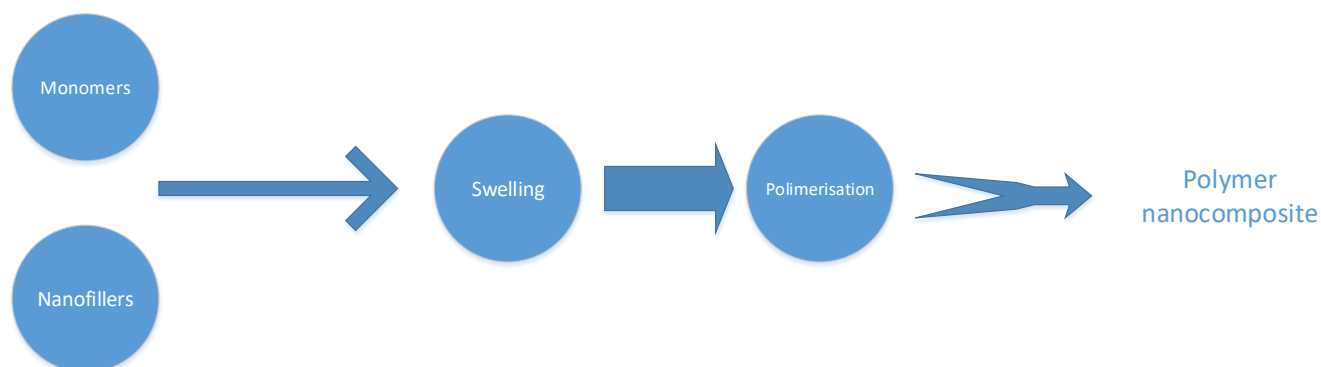 Monomers
Nanofillers
Swelling
Polimerisation
Polymer
nanocomposite